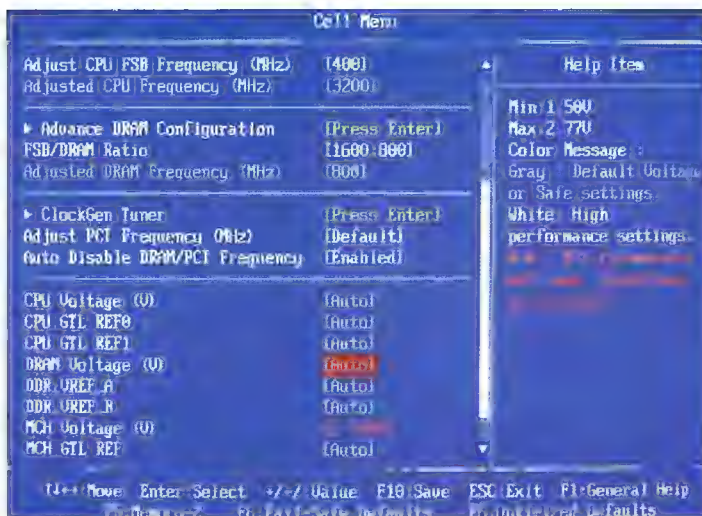 Cell Menu
Adjust CPU FSB Frequency (MHz) [400]
Adjusted CPU Frequency (MHz) [3200]
▶ Advance DRAM Configuration [Press Enter]
FSB/DRAM Ratio [1600:800]
Adjusted DRAM Frequency (MHz) [800]
▶ ClockGen Tuner [Press Enter]
Adjust PCI Frequency (MHz) [Default]
Auto Disable DRAM/PCI Frequency [Enabled]
CPU Voltage (V) [Auto]
CPU GTL REF0 [Auto]
CPU GTL REF1 [Auto]
DRAM Voltage (V) [Auto]
DDR VREF_A [Auto]
DDR VREF_B [Auto]
MCH Voltage (V)
MCH GTL REF [Auto]
Help Item
Min:1.50V
Max:2.77V
Color Message :
Gray : Default Voltage
or Safe settings.
White: High
performance settings.
↑↓←→:Move Enter:Select +/-/:Value F10:Save ESC:Exit F1:General Help
Defaults Optimized Defaults